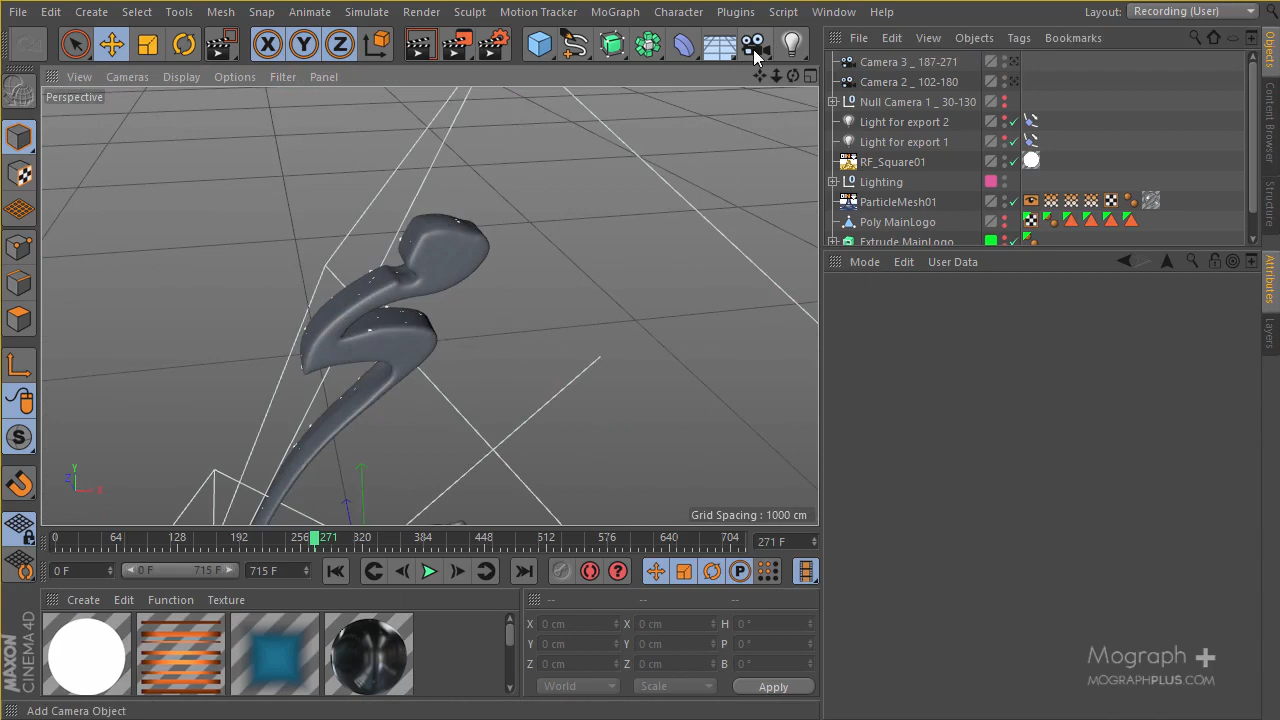 File Edit Create Select Tools Mesh Snap Animate Simulate Render Sculpt Motion Tracker MoGraph Character Plugins Script Window Help Layout: Recording (User)
X Y Z
File Edit View Objects Tags Bookmarks
View Cameras Display Options Filter Panel
Perspective
Camera 3 _ 187-271
Camera 2 _ 102-180
Null Camera 1 _ 30-130
Light for export 2
Light for export 1
RF_Square01
Lighting
ParticleMesh01
Poly MainLogo
Extrude MainLogo
Objects
Content Browser
Structure
Mode Edit User Data
Attributes
Layers
Y
Z X
Grid Spacing : 1000 cm
0 64 128 192 256 271 320 384 448 512 576 640 704 271 F
0 F 0 F 715 F 715 F
Create Edit Function Texture
-- -- --
X 0 cm X 0 cm H 0 °
Y 0 cm Y 0 cm P 0 °
Z 0 cm Z 0 cm B 0 °
World Scale Apply
MAXON
CINEMA 4D
Add Camera Object
Mograph +
MOGRAPHPLUS.COM